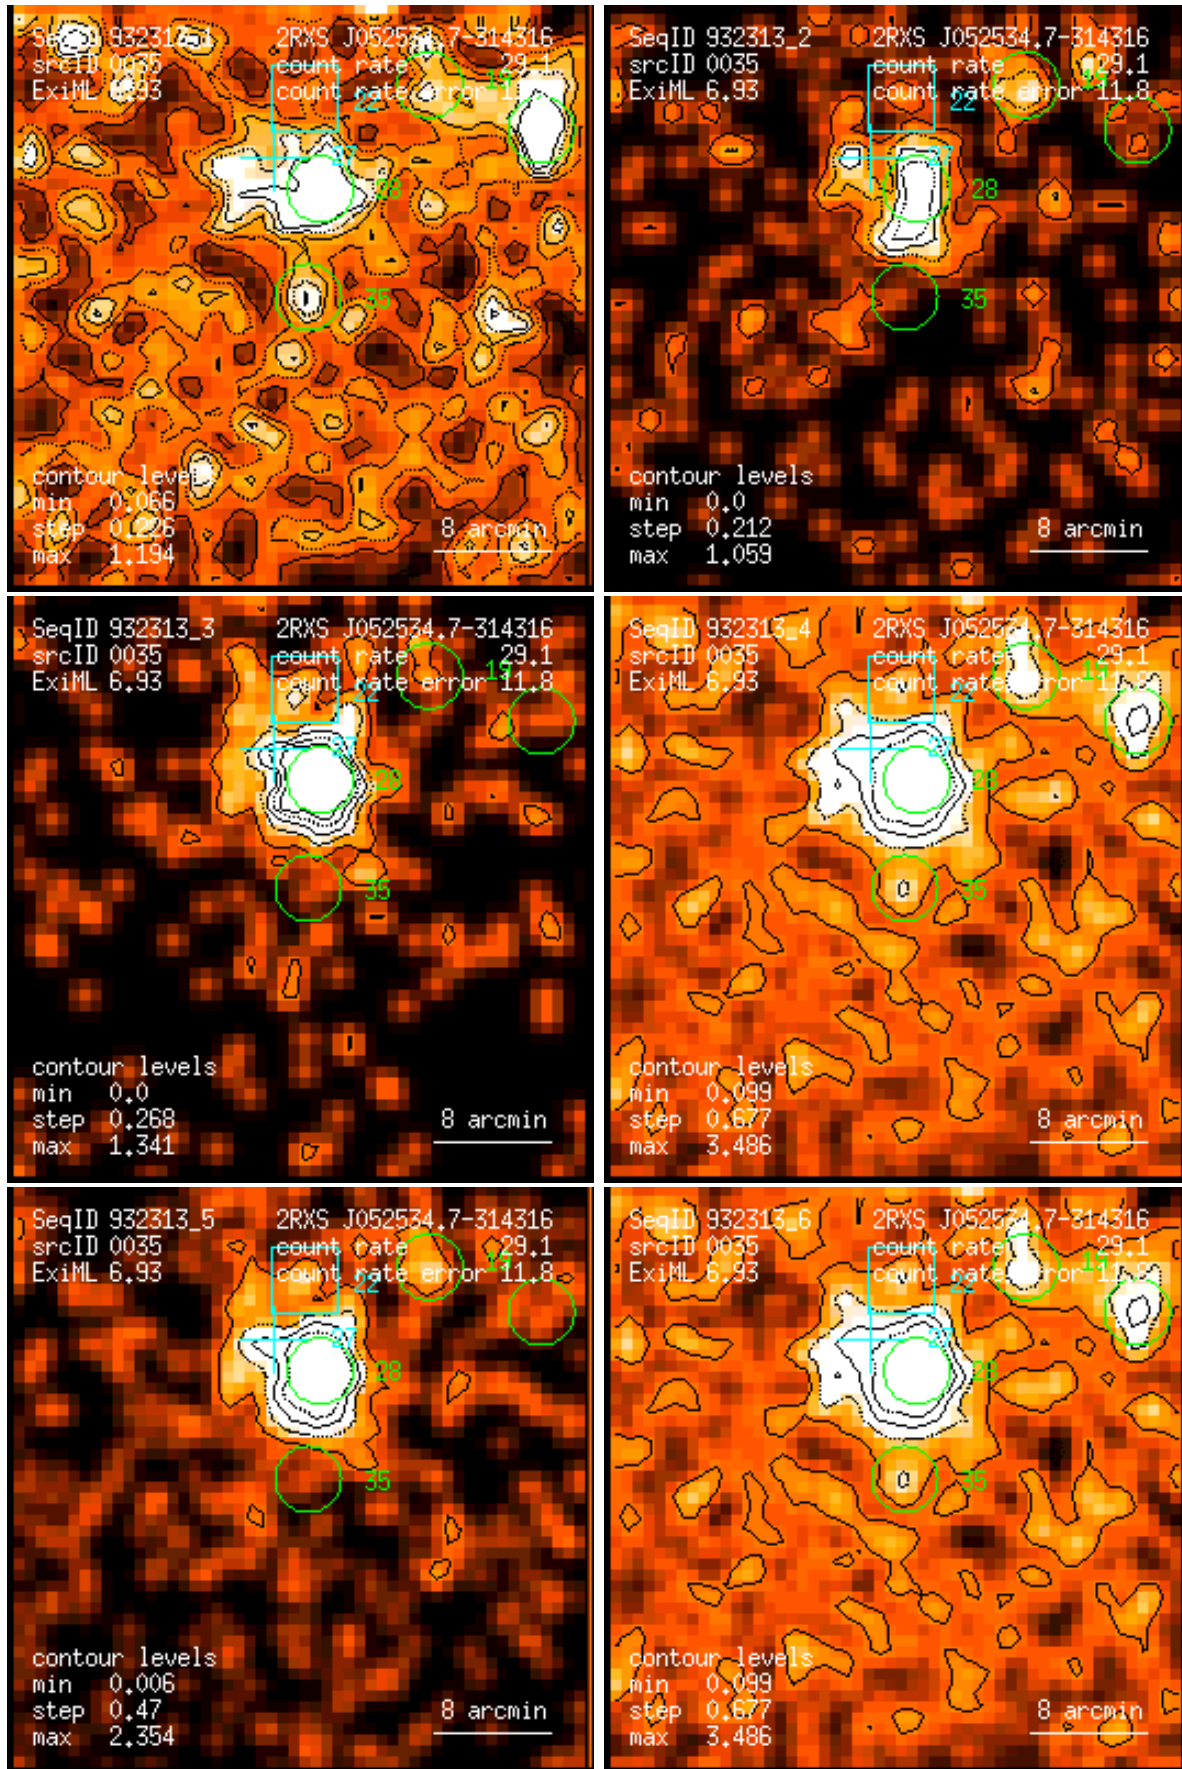 SeqID 932313_1 2RXS J052534.7-314316
srcID 0035 count rate 29.1
ExiML 6.93 count rate error
22
28
35
contour levels
min 0.066
step 0.226
max 1.194
8 arcmin
SeqID 932313_2 2RXS J052534.7-314316
srcID 0035 count rate 29.1
ExiML 6.93 count rate error 11.8
22
27
28
35
contour levels
min 0.0
step 0.212
max 1.059
8 arcmin
SeqID 932313_3 2RXS J052534.7-314316
srcID 0035 count rate 29.1
ExiML 6.93 count rate error 11.8
19
22
27
28
35
contour levels
min 0.0
step 0.268
max 1.341
8 arcmin
SeqID 932313_4 2RXS J052534.7-314316
srcID 0035 count rate 29.1
ExiML 6.93 count rate error 11.8
19
22
27
28
35
contour levels
min 0.099
step 0.677
max 3.486
8 arcmin
SeqID 932313_5 2RXS J052534.7-314316
srcID 0035 count rate 29.1
ExiML 6.93 count rate error 11.8
19
22
27
28
35
contour levels
min 0.006
step 0.47
max 2.354
8 arcmin
SeqID 932313_6 2RXS J052534.7-314316
srcID 0035 count rate 29.1
ExiML 6.93 count rate error 11.8
19
22
27
28
35
contour levels
min 0.099
step 0.677
max 3.486
8 arcmin